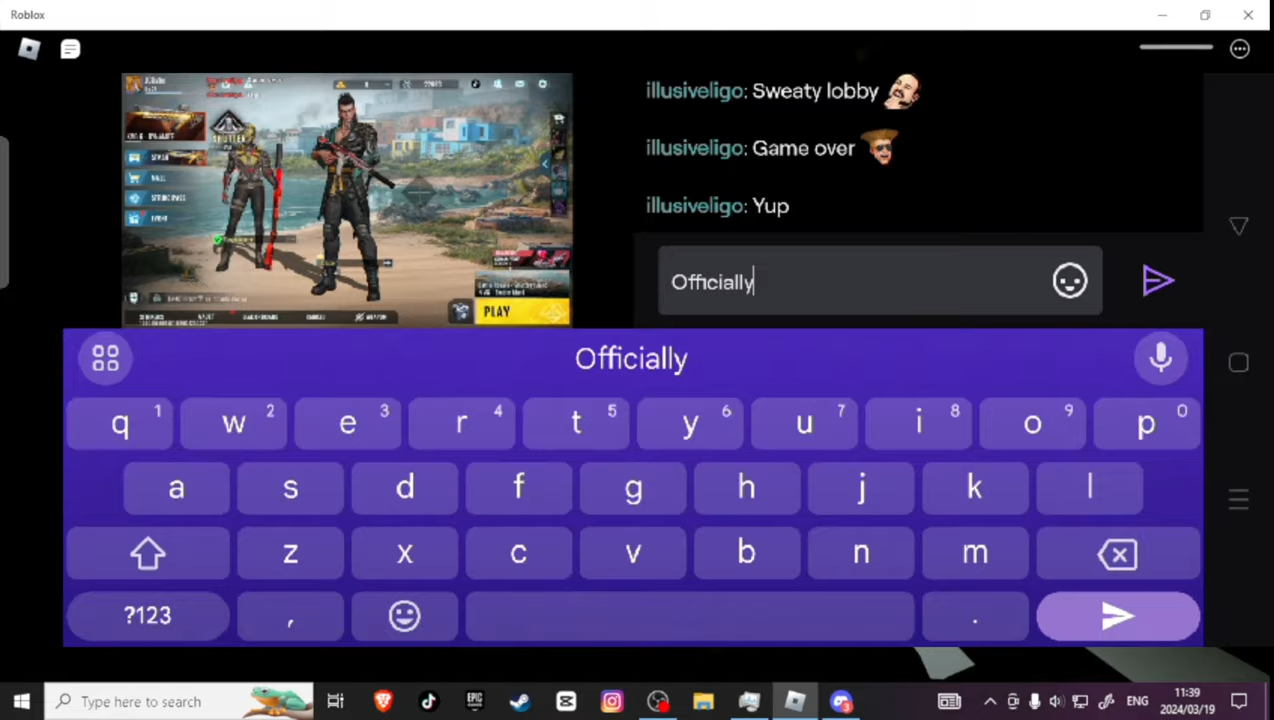 Roblox
illusiveligo: Sweaty lobby
illusiveligo: Game over
illusiveligo: Yup
Officially
PLAY
Officially
q 1 w 2 e 3 r 4 t 5 y 6 u 7 i 8 o 9 p 0
a s d f g h j k l
z x c v b n m
?123 , .
Type here to search
ENG
11:39
2024/03/19